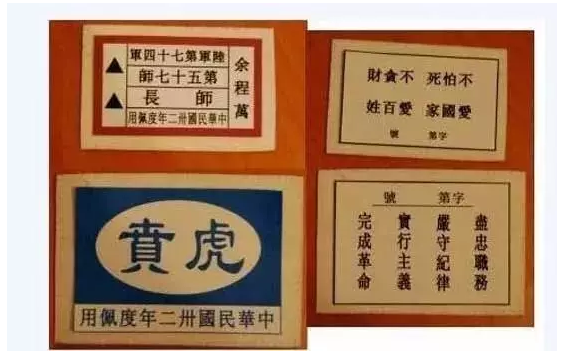 陸軍第七十四軍
第五十七師
師長
余程萬
中華民國卅二年度佩用
不怕死 不貪財
愛國家 愛百姓
字第 號
虎賁
中華民國卅二年度佩用
字第 號
盡忠職務
嚴守紀律
實行主義
完成革命